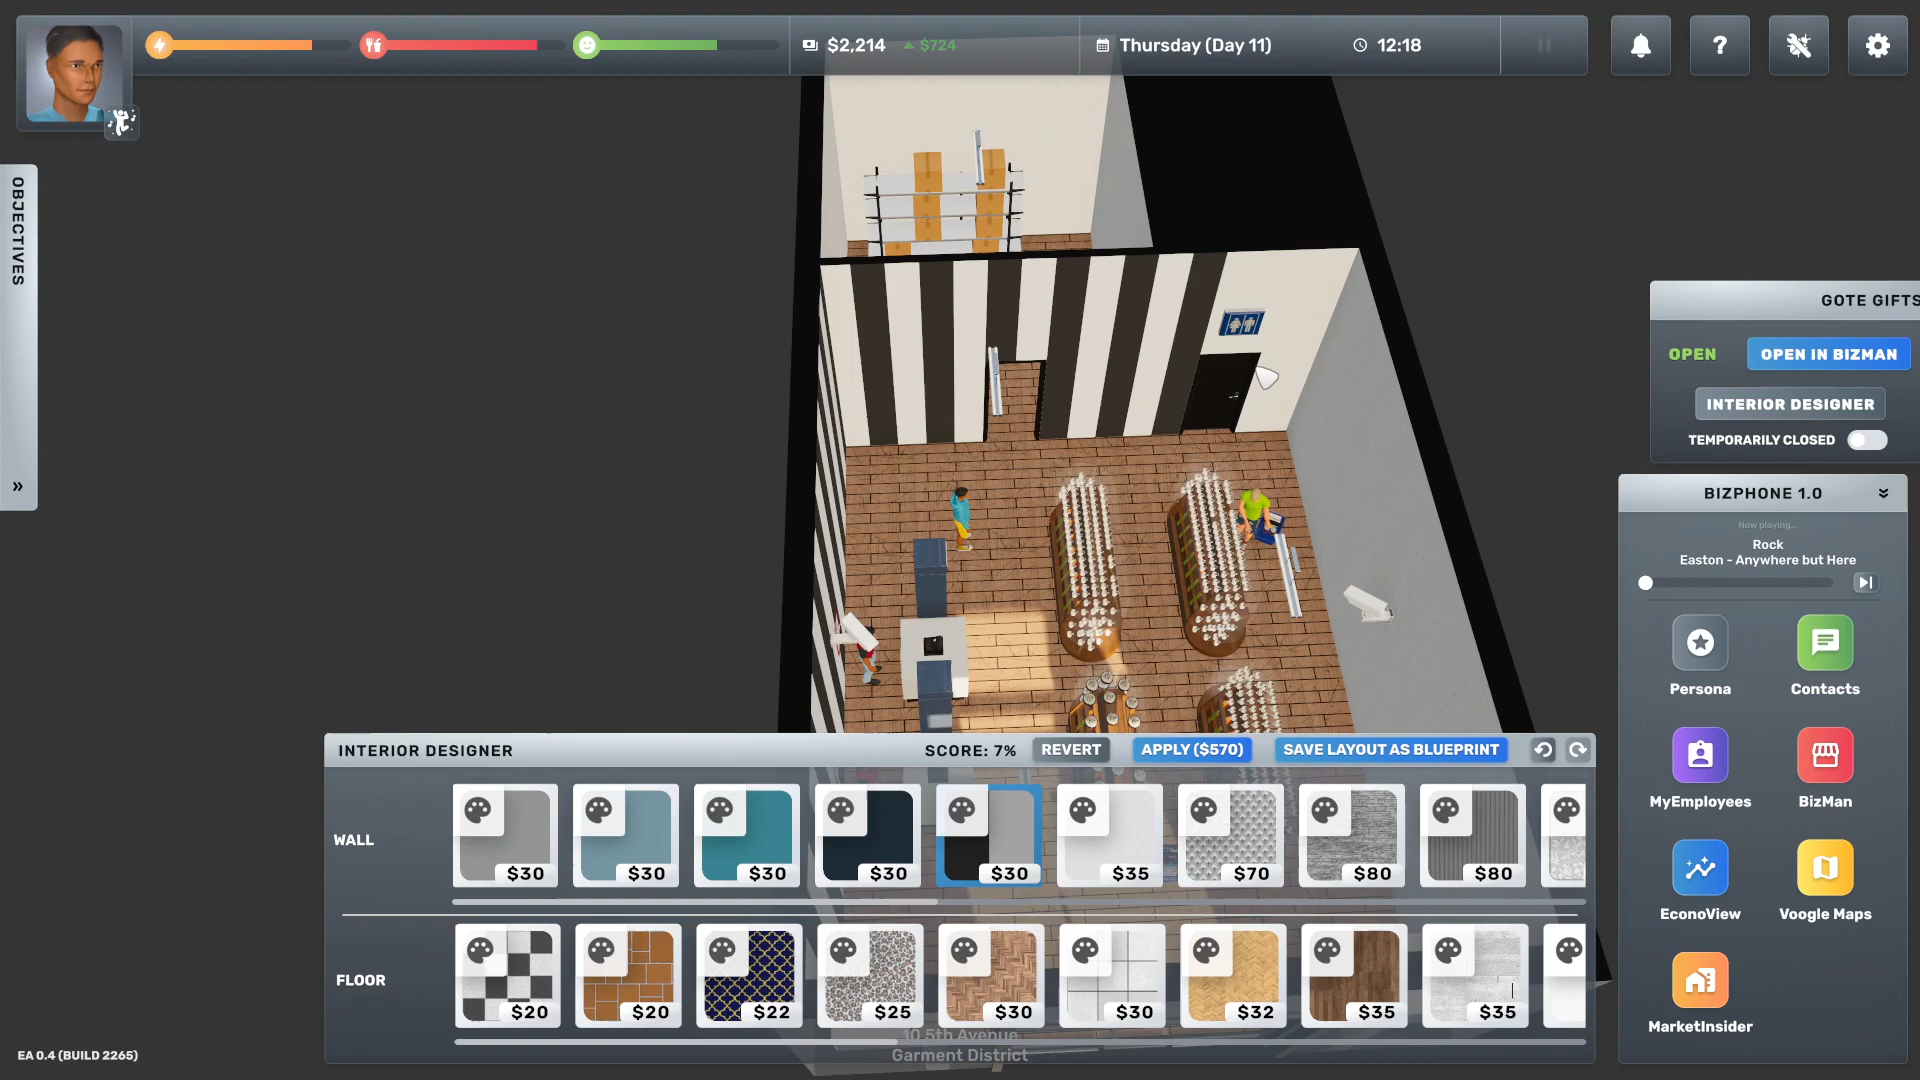 $2,214
$724
Thursday (Day 11)
12:18
?
OBJECTIVES
GOTE GIFTS
OPEN
OPEN IN BIZMAN
INTERIOR DESIGNER
TEMPORARILY CLOSED
BIZPHONE 1.0
Now playing...
Rock
Easton - Anywhere but Here
Persona
Contacts
MyEmployees
BizMan
EconoView
Voogle Maps
MarketInsider
INTERIOR DESIGNER
SCORE: 7%
REVERT
APPLY ($570)
SAVE LAYOUT AS BLUEPRINT
WALL
$30
$30
$30
$30
$30
$35
$70
$80
$80
FLOOR
$20
$20
$22
$25
$30
$30
$32
$35
$35
10 5th Avenue
Garment District
EA 0.4 (BUILD 2265)